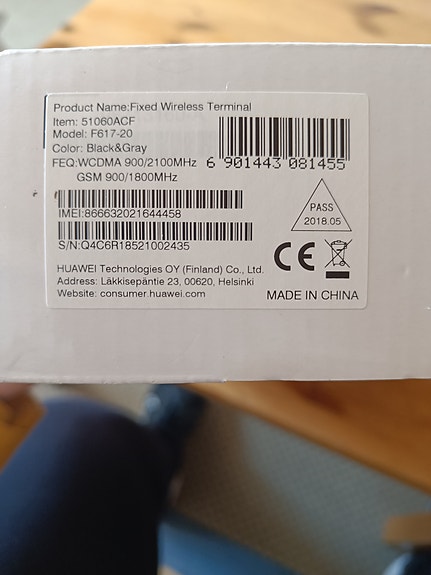 Product Name:Fixed Wireless Terminal
Item: 51060ACF
Model: F617-20
Color: Black&Gray
FEQ:WCDMA 900/2100MHz
GSM 900/1800MHz
6 901443 081455
IMEI:866632021644458
S/N:Q4C6R18521002435
PASS
2018.05
CE
HUAWEI Technologies OY (Finland) Co., Ltd.
Address: Läkkisepäntie 23, 00620, Helsinki
Website: consumer.huawei.com
MADE IN CHINA